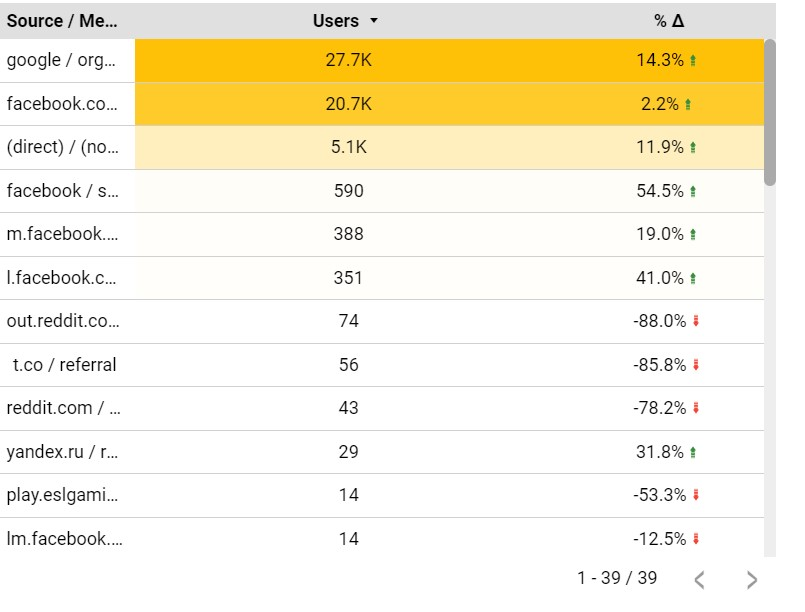 Source / Me... Users % Δ
google / org... 27.7K 14.3%
facebook.co... 20.7K 2.2%
(direct) / (no... 5.1K 11.9%
facebook / s... 590 54.5%
m.facebook.... 388 19.0%
l.facebook.c... 351 41.0%
out.reddit.co... 74 -88.0%
t.co / referral 56 -85.8%
reddit.com / ... 43 -78.2%
yandex.ru / r... 29 31.8%
play.eslgami... 14 -53.3%
lm.facebook.... 14 -12.5%
1 - 39 / 39